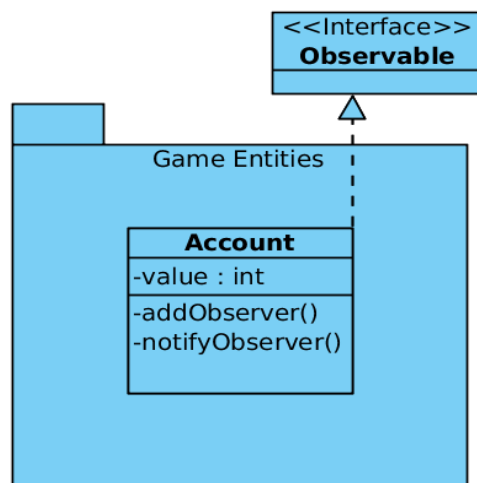 <<Interface>>
Observable
Game Entities
Account
-value : int
-addObserver()
-notifyObserver()